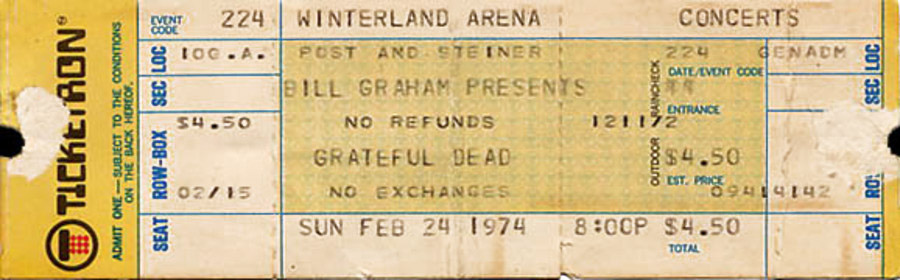 TICKETRON®
ADMIT ONE — SUBJECT TO THE CONDITIONS
ON THE BACK HEREOF.
EVENT CODE 224 WINTERLAND ARENA CONCERTS
SEC LOC POST AND STEINER 224 GENADM
DATE/EVENT CODE
BILL GRAHAM PRESENTS
OUTDOOR RAINCHECK
ENTRANCE
SEC LOC
$4.50 NO REFUNDS 121172
ROW-BOX GRATEFUL DEAD $4.50
EST. PRICE
02/15 NO EXCHANGES 09414142
SEAT SUN FEB 24 1974 8:00P $4.50
TOTAL
SEAT